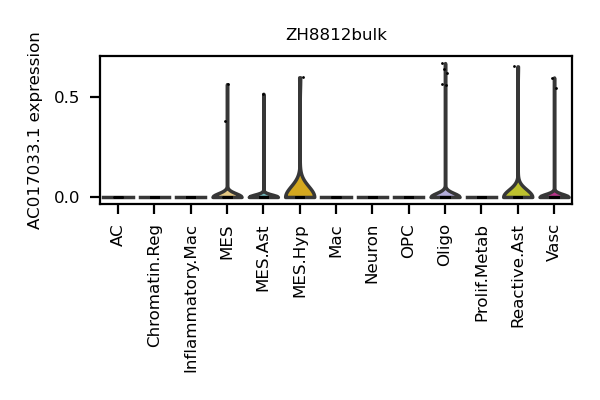 ZH8812bulk
AC017033.1 expression
0.5
0.0
AC
Chromatin.Reg
Inflammatory.Mac
MES
MES.Ast
MES.Hyp
Mac
Neuron
OPC
Oligo
Prolif.Metab
Reactive.Ast
Vasc